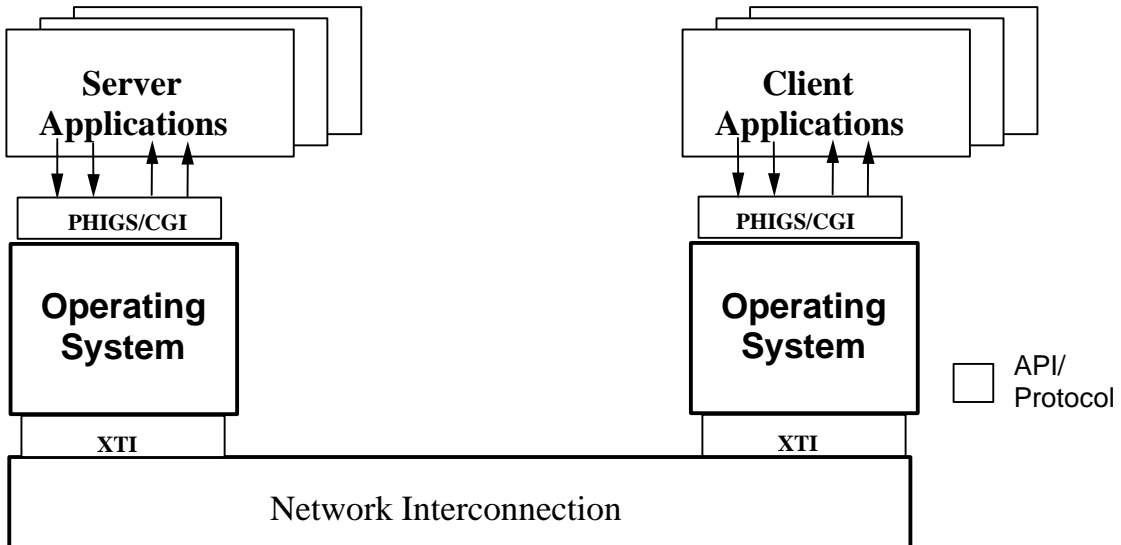 Server
Applications
Client
Applications
PHIGS/CGI
PHIGS/CGI
Operating
System
Operating
System
API/
Protocol
XTI
XTI
Network Interconnection